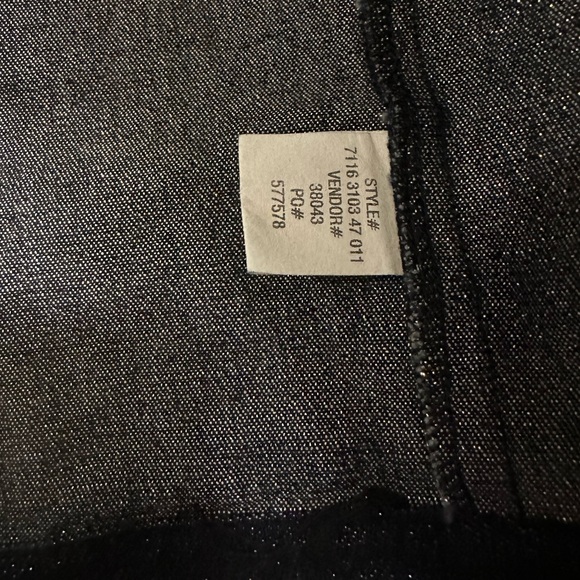 STYLE#
7116 3103 47 011
VENDOR#
38043
PO#
577578